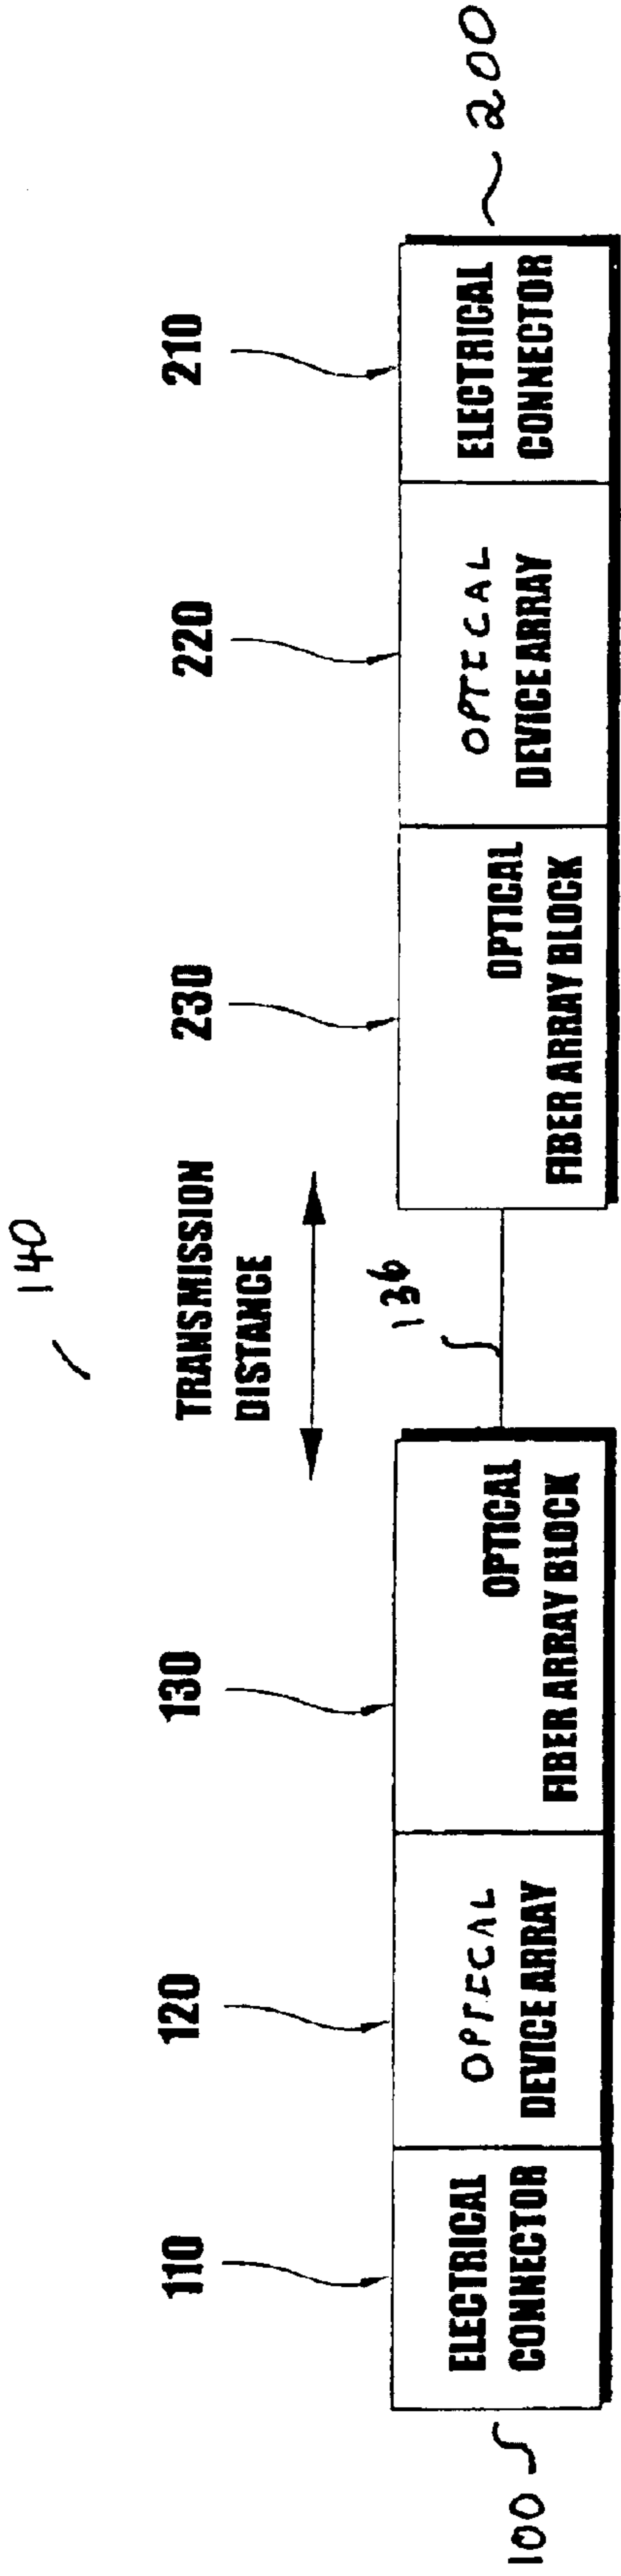 140
TRANSMISSION
DISTANCE
110
120
130
230
220
210
136
100
ELECTRICAL
CONNECTOR
OPTICAL
DEVICE ARRAY
OPTICAL
FIBER ARRAY BLOCK
OPTICAL
FIBER ARRAY BLOCK
OPTICAL
DEVICE ARRAY
ELECTRICAL
CONNECTOR
200